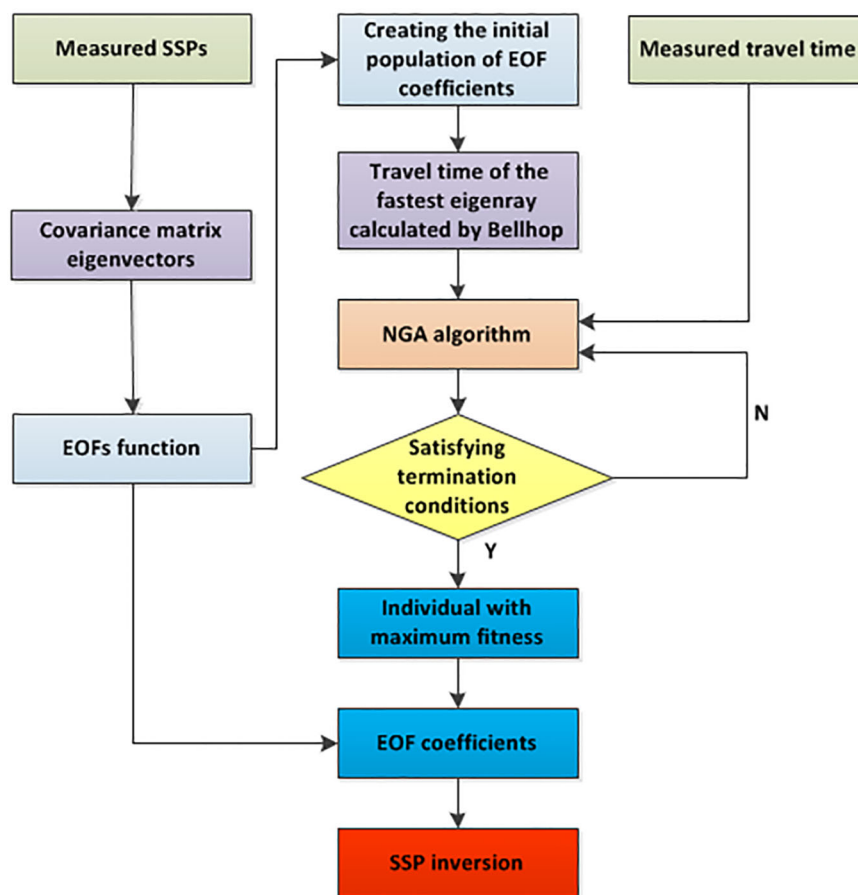 Measured SSPs
Creating the initial
population of EOF
coefficients
Measured travel time
Travel time of the
fastest eigenray
calculated by Bellhop
Covariance matrix
eigenvectors
NGA algorithm
N
EOFs function
Satisfying
termination
conditions
Y
Individual with
maximum fitness
EOF coefficients
SSP inversion